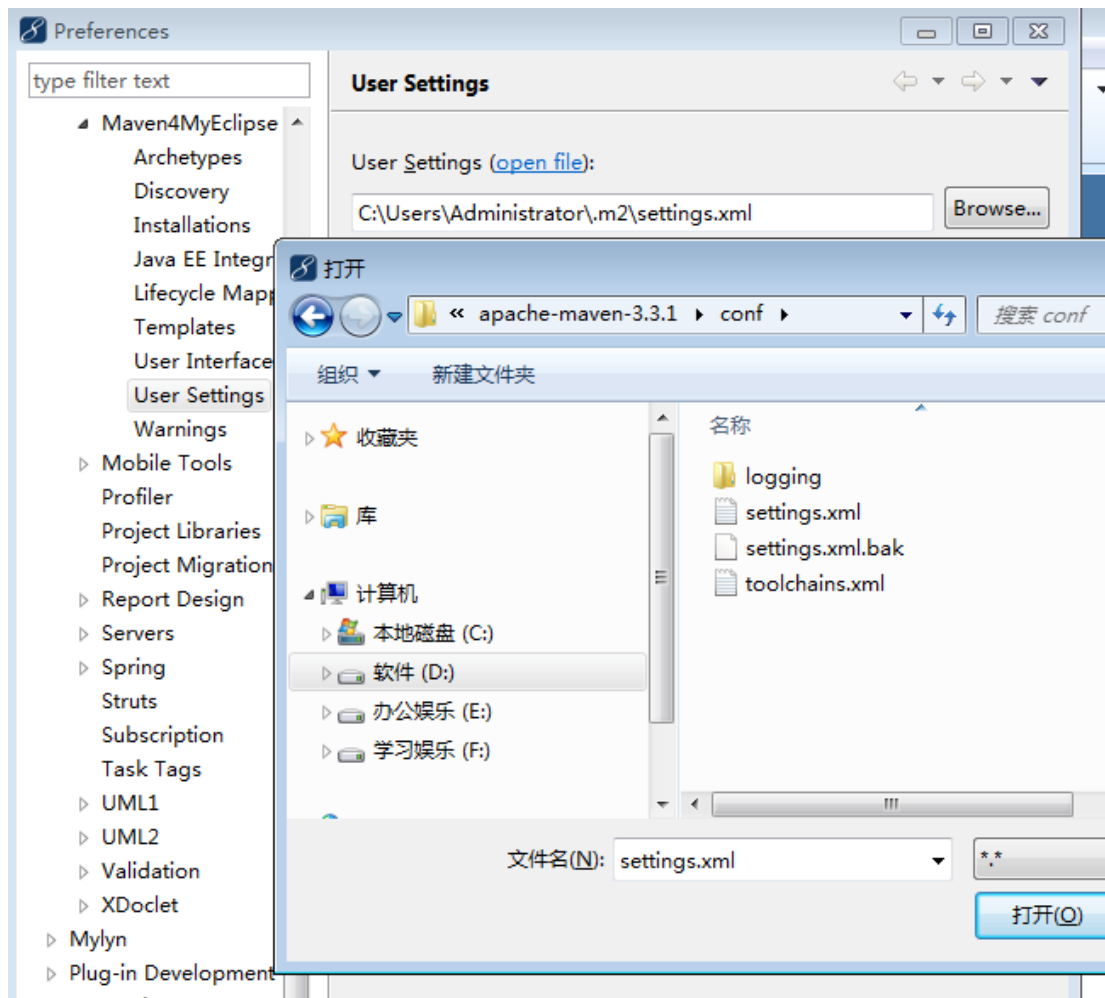 Preferences
type filter text
User Settings
Maven4MyEclipse
Archetypes
Discovery
Installations
Java EE Integr
Lifecycle Mapp
Templates
User Interface
User Settings
Warnings
Mobile Tools
Profiler
Project Libraries
Project Migration
Report Design
Servers
Spring
Struts
Subscription
Task Tags
UML1
UML2
Validation
XDoclet
Mylyn
Plug-in Development
User Settings (open file):
C:\Users\Administrator\.m2\settings.xml
Browse...
打开
« apache-maven-3.3.1 conf
搜索 conf
组织
新建文件夹
收藏夹
库
计算机
本地磁盘 (C:)
软件 (D:)
办公娱乐 (E:)
学习娱乐 (F:)
名称
logging
settings.xml
settings.xml.bak
toolchains.xml
文件名(N):
settings.xml
*.*
打开(O)